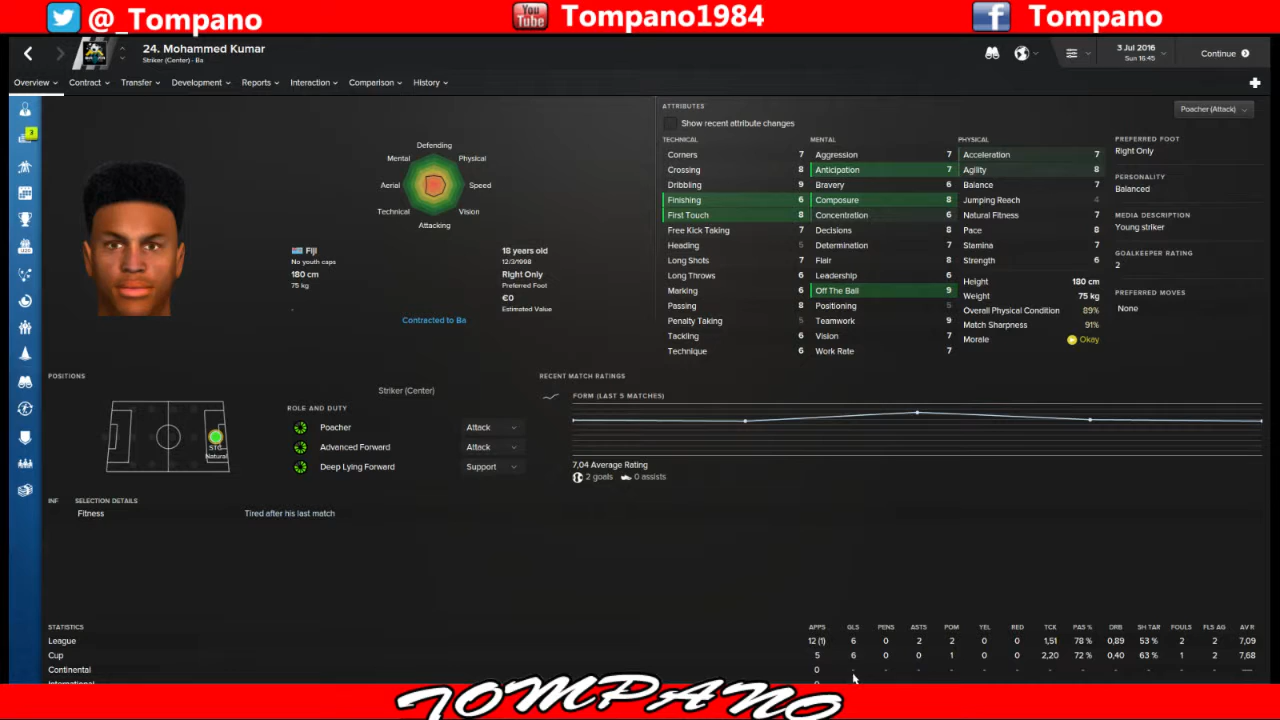 @_Tompano
You Tube
Tompano1984
Tompano
24. Mohammed Kumar
Striker (Center) - Ba
3 Jul 2016
Sun 16:45
Continue
Overview
Contract
Transfer
Development
Reports
Interaction
Comparison
History
3
Defending
Mental
Physical
Aerial
Speed
Technical
Vision
Attacking
Fiji
No youth caps
180 cm
75 kg
-
18 years old
12/3/1998
Right Only
Preferred Foot
€0
Estimated Value
Contracted to Ba
ATTRIBUTES
Poacher (Attack)
Show recent attribute changes
TECHNICAL
Corners 7
Crossing 8
Dribbling 9
Finishing 6
First Touch 8
Free Kick Taking 7
Heading 5
Long Shots 7
Long Throws 6
Marking 6
Passing 8
Penalty Taking 5
Tackling 6
Technique 6
MENTAL
Aggression 7
Anticipation 7
Bravery 6
Composure 8
Concentration 6
Decisions 8
Determination 7
Flair 8
Leadership 6
Off The Ball 9
Positioning 5
Teamwork 9
Vision 7
Work Rate 7
PHYSICAL
Acceleration 7
Agility 8
Balance 7
Jumping Reach 4
Natural Fitness 7
Pace 8
Stamina 7
Strength 6
Height 180 cm
Weight 75 kg
Overall Physical Condition 89%
Match Sharpness 91%
Morale Okay
PREFERRED FOOT
Right Only
PERSONALITY
Balanced
MEDIA DESCRIPTION
Young striker
GOALKEEPER RATING
2
PREFERRED MOVES
None
POSITIONS
STC
Natural
Striker (Center)
ROLE AND DUTY
Poacher Attack
Advanced Forward Attack
Deep Lying Forward Support
RECENT MATCH RATINGS
FORM (LAST 5 MATCHES)
7,04 Average Rating
2 goals 0 assists
INF SELECTION DETAILS
Fitness Tired after his last match
STATISTICS APPS GLS PENS ASTS POM YEL RED TCK PAS % DRB SH TAR FOULS FLS AG AV R
League 12 (1) 6 0 2 2 0 0 1,51 78 % 0,89 53 % 2 2 7,09
Cup 5 6 0 0 1 0 0 2,20 72 % 0,40 63 % 1 2 7,68
Continental 0 - - - - - - - - - - - - -
TOMPANO